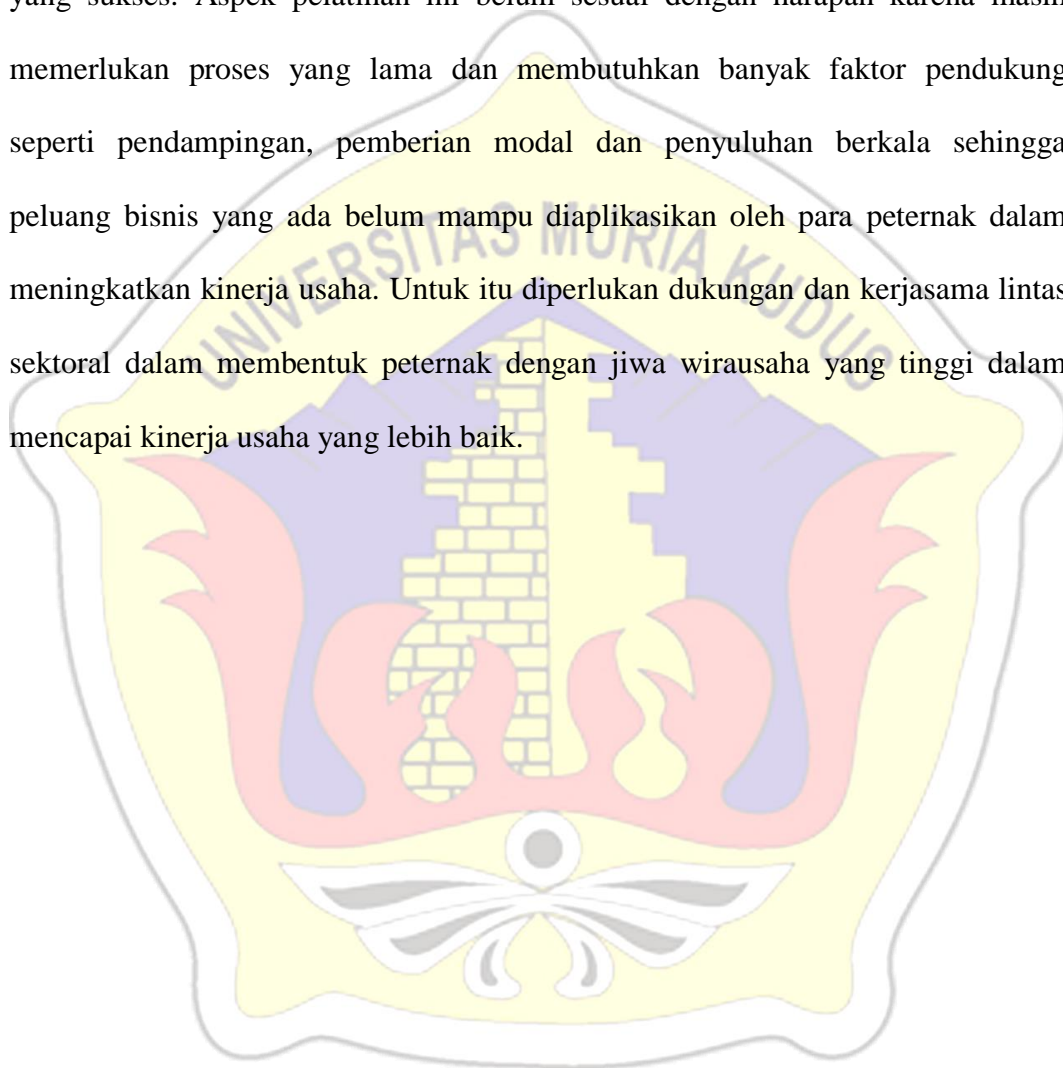 yang sukses. Aspek pelatihan ini belum sesuai dengan harapan karena masih
memerlukan proses yang lama dan membutuhkan banyak faktor pendukung
seperti pendampingan, pemberian modal dan penyuluhan berkala sehingga
peluang bisnis yang ada belum mampu diaplikasikan oleh para peternak dalam
meningkatkan kinerja usaha. Untuk itu diperlukan dukungan dan kerjasama lintas
sektoral dalam membentuk peternak dengan jiwa wirausaha yang tinggi dalam
mencapai kinerja usaha yang lebih baik.
UNIVERSITAS MURIA KUDUS